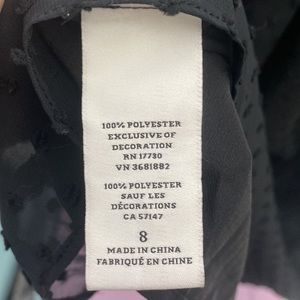 100% POLYESTER
EXCLUSIVE OF
DECORATION
RN 17730
VN 3681882
100% POLYESTER
SAUF LES
DÉCORATIONS
CA 57147
8
MADE IN CHINA
FABRIQUÉ EN CHINE